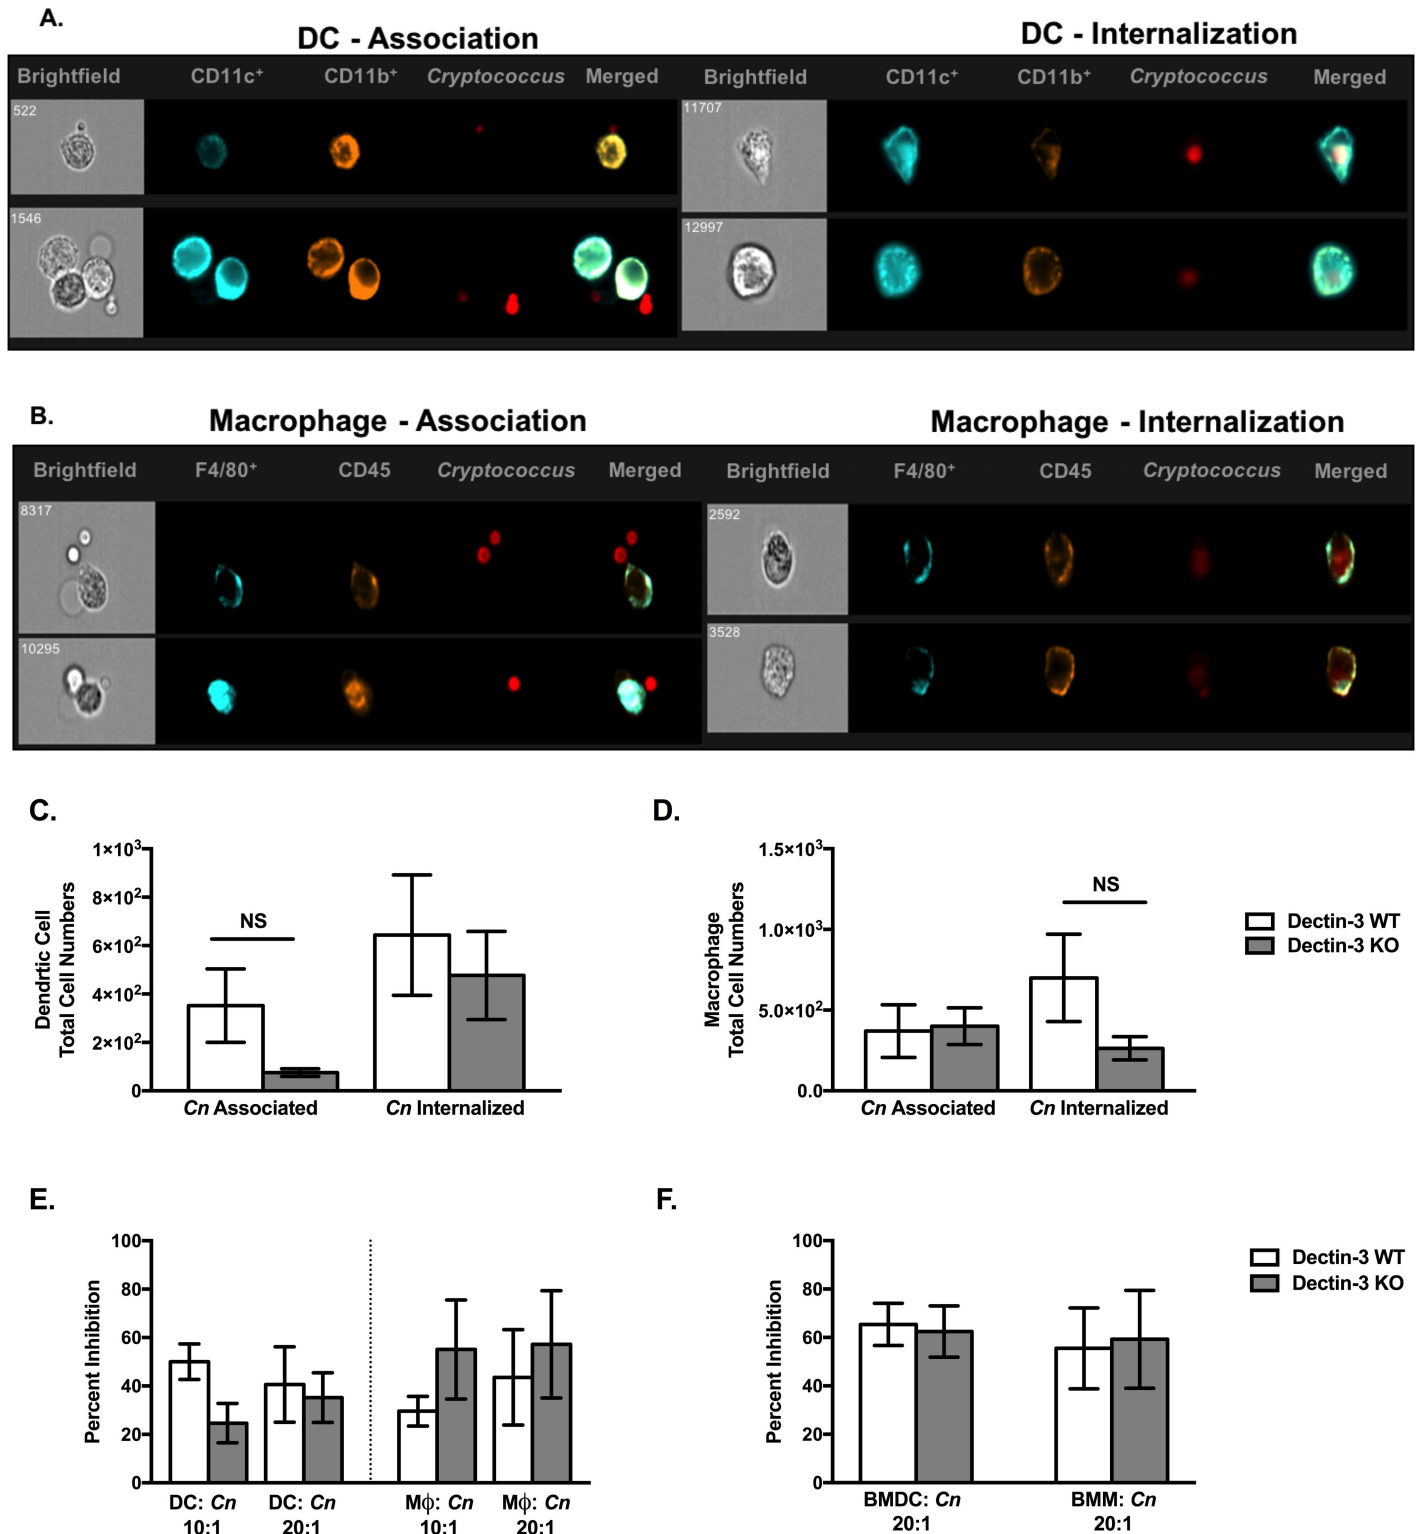 A.
DC - Association
DC - Internalization
Brightfield CD11c⁺ CD11b⁺ Cryptococcus Merged
Brightfield CD11c⁺ CD11b⁺ Cryptococcus Merged
522
11707
1546
12997
B.
Macrophage - Association
Macrophage - Internalization
Brightfield F4/80⁺ CD45 Cryptococcus Merged
Brightfield F4/80⁺ CD45 Cryptococcus Merged
8317
2592
10295
3528
C.
Dendrtic Cell
Total Cell Numbers
1×10³
8×10²
6×10²
4×10²
2×10²
0
NS
Cn Associated
Cn Internalized
D.
Macrophage
Total Cell Numbers
1.5×10³
1.0×10³
5.0×10²
0.0
NS
Cn Associated
Cn Internalized
Dectin-3 WT
Dectin-3 KO
E.
Percent Inhibition
100
80
60
40
20
0
DC: Cn
10:1
DC: Cn
20:1
Mϕ: Cn
10:1
Mϕ: Cn
20:1
F.
Percent Inhibition
100
80
60
40
20
0
BMDC: Cn
20:1
BMM: Cn
20:1
Dectin-3 WT
Dectin-3 KO